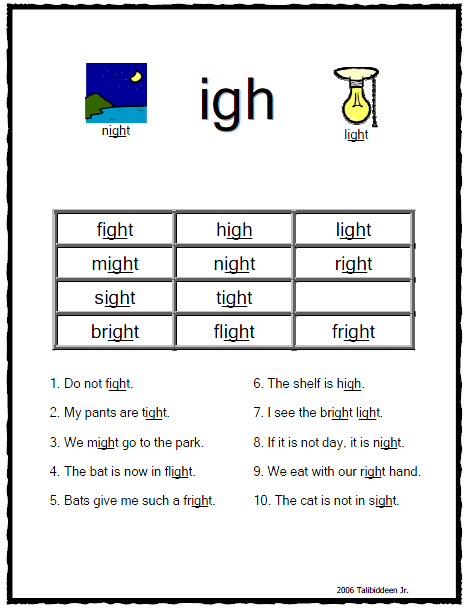 igh
night
light
fight high light
might night right
sight tight
bright flight fright
1. Do not fight.
2. My pants are tight.
3. We might go to the park.
4. The bat is now in flight.
5. Bats give me such a fright.
6. The shelf is high.
7. I see the bright light.
8. If it is not day, it is night.
9. We eat with our right hand.
10. The cat is not in sight.
2006 Talibiddeen Jr.